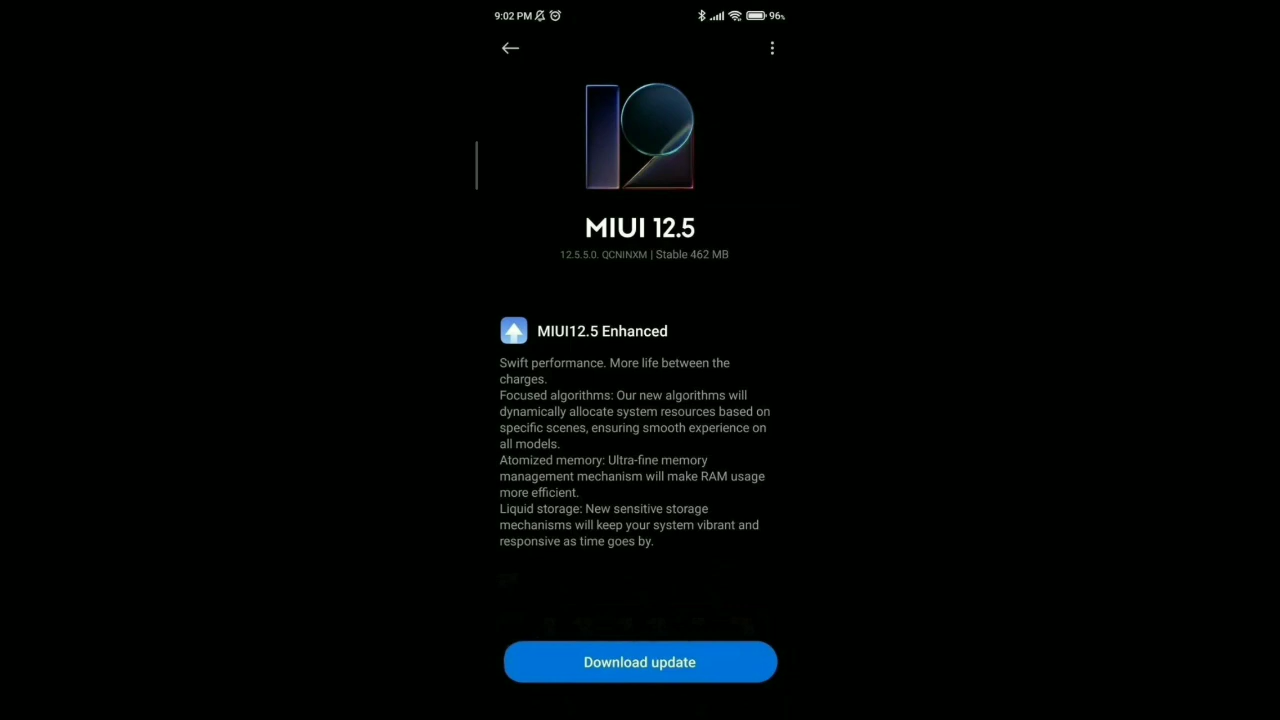 9:02 PM 96%
12
MIUI 12.5
12.5.5.0. QCNINXM | Stable 462 MB
MIUI12.5 Enhanced
Swift performance. More life between the
charges.
Focused algorithms: Our new algorithms will
dynamically allocate system resources based on
specific scenes, ensuring smooth experience on
all models.
Atomized memory: Ultra-fine memory
management mechanism will make RAM usage
more efficient.
Liquid storage: New sensitive storage
mechanisms will keep your system vibrant and
responsive as time goes by.
Download update